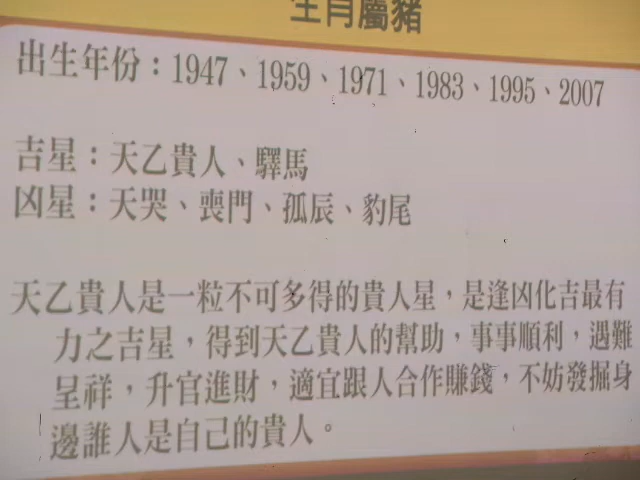 生肖屬豬
出生年份：1947、1959、1971、1983、1995、2007
吉星：天乙貴人、驛馬
凶星：天哭、喪門、孤辰、豹尾
天乙貴人是一粒不可多得的貴人星，是逢凶化吉最有
力之吉星，得到天乙貴人的幫助，事事順利，遇難
呈祥，升官進財，適宜跟人合作賺錢，不妨發掘身
邊誰人是自己的貴人。